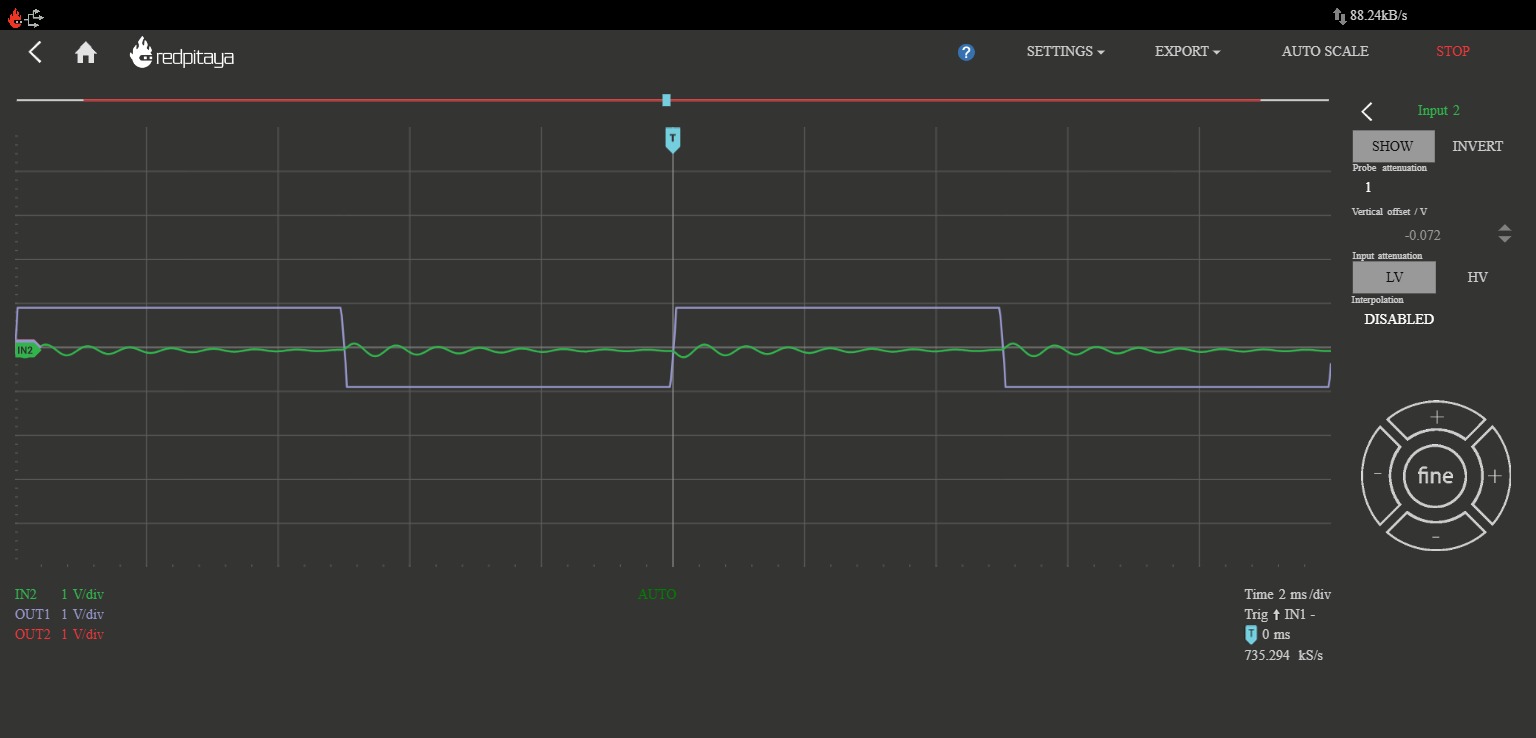 88.24kB/s
redpitaya
? SETTINGS EXPORT AUTO SCALE STOP
Input 2
T
SHOW INVERT
Probe attenuation
1
Vertical offset / V
-0.072
Input attenuation
LV HV
Interpolation
DISABLED
IN2
+
- fine +
-
IN2 1 V/div
OUT1 1 V/div
OUT2 1 V/div
AUTO
Time 2 ms/div
Trig IN1 -
T 0 ms
735.294 kS/s